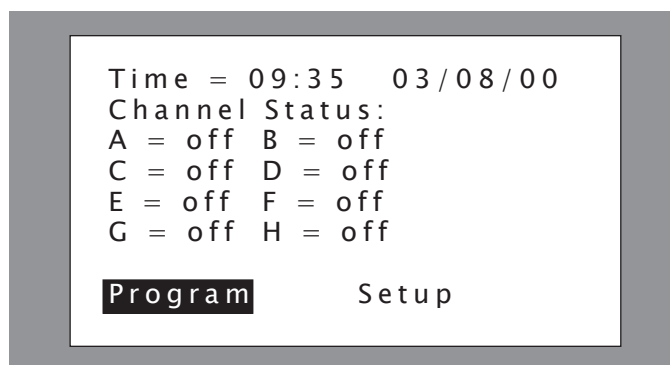 Time = 09:35 03/08/00
Channel Status:
A = off B = off
C = off D = off
E = off F = off
G = off H = off
Program Setup